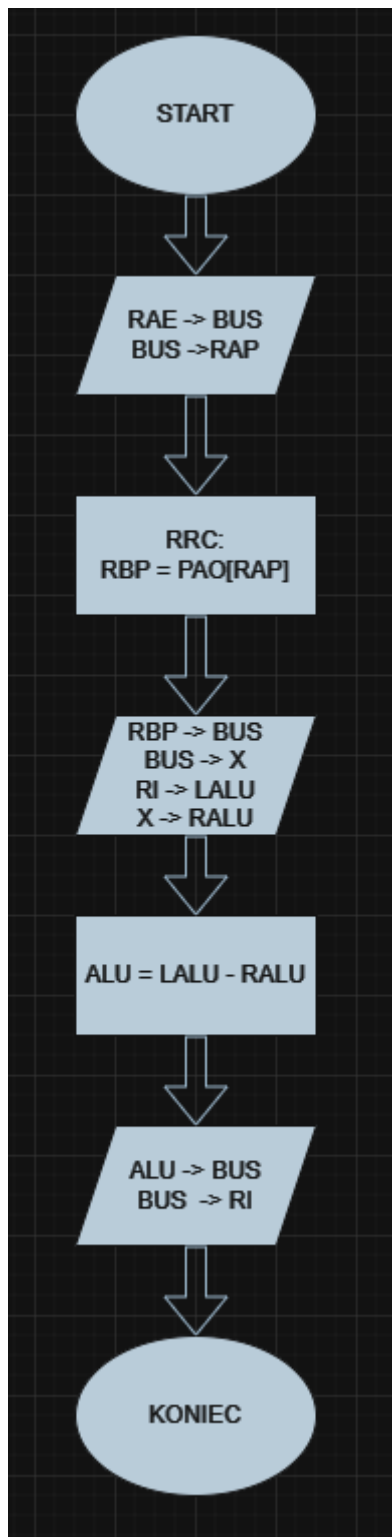 START
RAE -> BUS
BUS ->RAP
RRC:
RBP = PAO[RAP]
RBP -> BUS
BUS -> X
RI -> LALU
X -> RALU
ALU = LALU - RALU
ALU -> BUS
BUS  -> RI
KONIEC